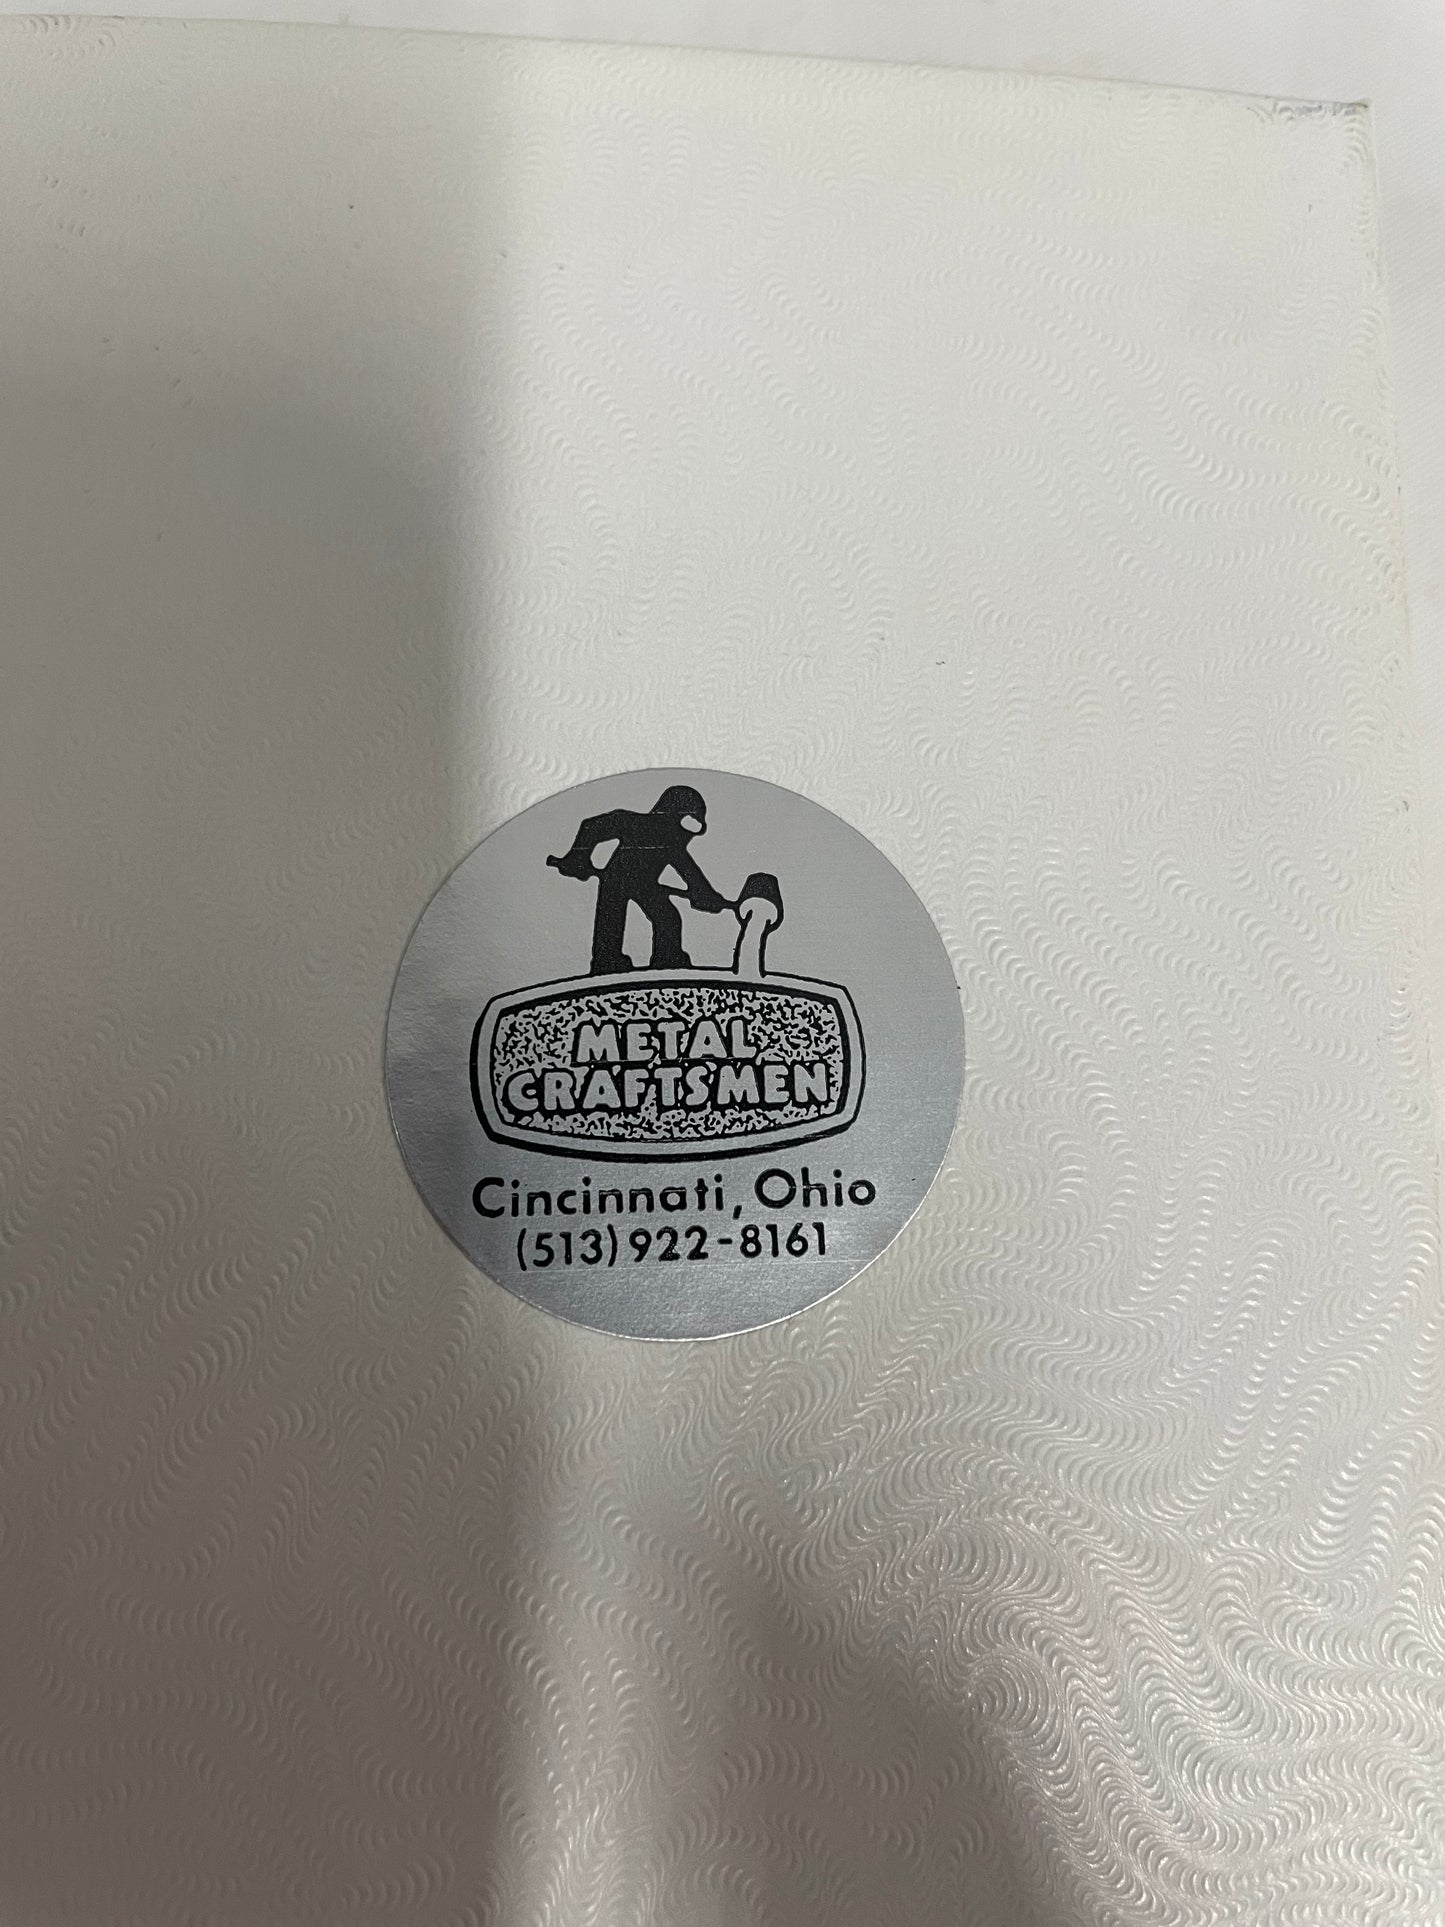 METAL
CRAFTSMEN
Cincinnati, Ohio
(513) 922-8161